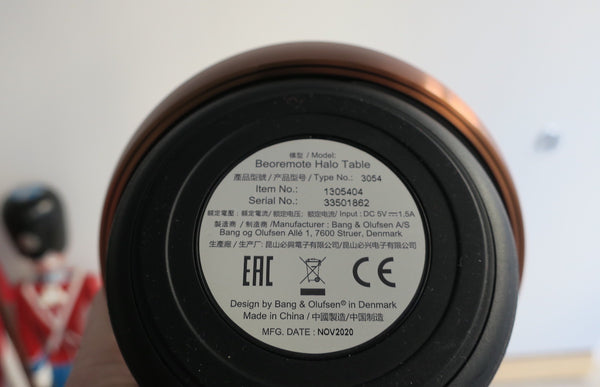 模型 / Model:
Beoremote Halo Table
產品型號 / 产品型号 / Type No.: 3054
Item No.: 1305404
Serial No.: 33501862
額定電壓; 額定電流/ 额定电压; 额定电流/ Input : DC 5V⎓1.5A
製造商 / 制造商 /Manufacturer : Bang & Olufsen A/S
Bang og Olufsen Allé 1, 7600 Struer, Denmark
生產廠 / 生产厂: 昆山必興電子有限公司/昆山必兴电子有限公司
EAC CE
Design by Bang & Olufsen® in Denmark
Made in China / 中國製造/中国制造
MFG. DATE : NOV2020